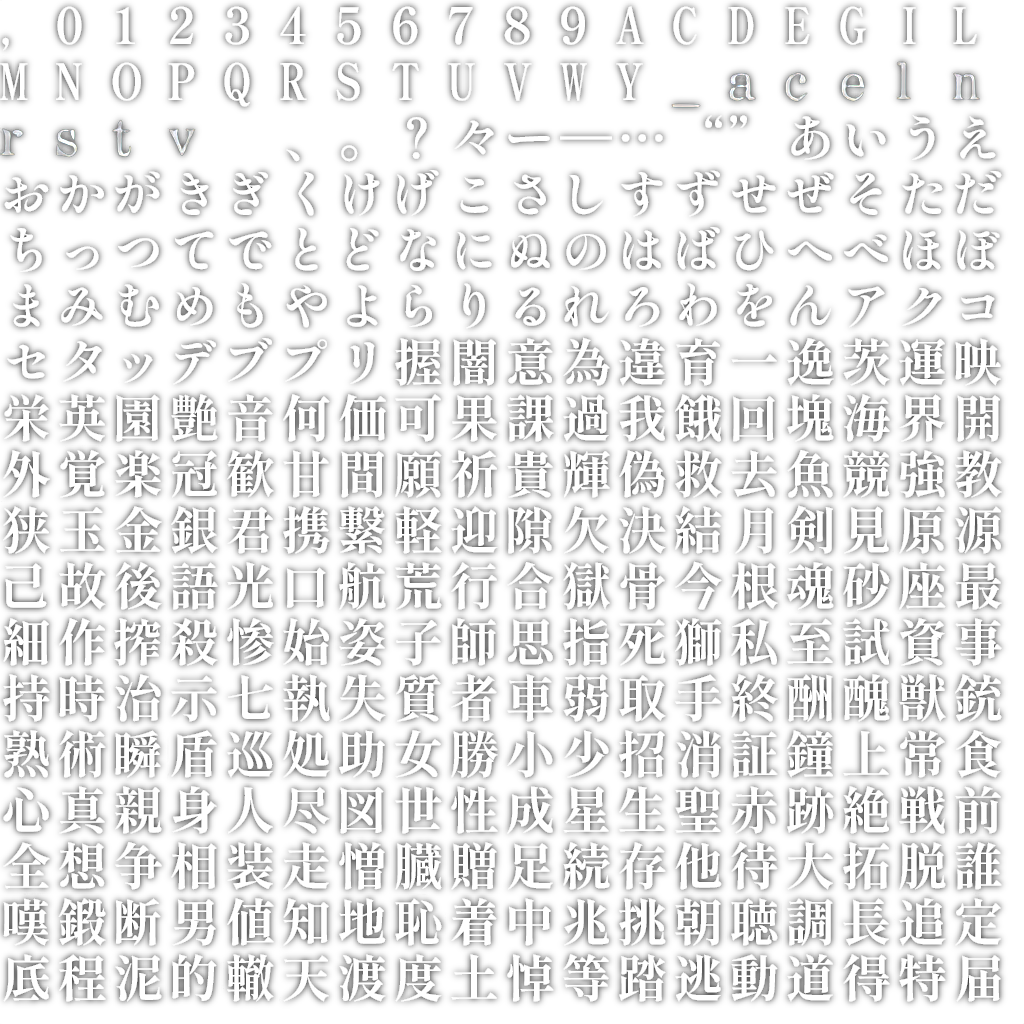 , 0 1 2 3 4 5 6 7 8 9 A C D E G I L
M N O P Q R S T U V W Y _ a c e l n
r s t v 、 。 ? 々 ー ― … “ ” あ い う え
お か が き ぎ く け げ こ さ し す ず せ ぜ そ た だ
ち っ つ て で と ど な に ぬ の は ば ひ へ べ ほ ぼ
ま み む め も や よ ら り る れ ろ わ を ん ア ク コ
セ タ ッ デ ブ プ リ 握 闇 意 為 違 育 一 逸 茨 運 映
栄 英 園 艶 音 何 価 可 果 課 過 我 餓 回 塊 海 界 開
外 覚 楽 冠 歓 甘 間 願 祈 貴 輝 偽 救 去 魚 競 強 教
狭 玉 金 銀 君 携 繋 軽 迎 隙 欠 決 結 月 剣 見 原 源
己 故 後 語 光 口 航 荒 行 合 獄 骨 今 根 魂 砂 座 最
細 作 搾 殺 惨 始 姿 子 師 思 指 死 獅 私 至 試 資 事
持 時 治 示 七 執 失 質 者 車 弱 取 手 終 酬 醜 獣 銃
熟 術 瞬 盾 巡 処 助 女 勝 小 少 招 消 証 鐘 上 常 食
心 真 親 身 人 尽 図 世 性 成 星 生 聖 赤 跡 絶 戦 前
全 想 争 相 装 走 憎 臓 贈 足 続 存 他 待 大 拓 脱 誰
嘆 鍛 断 男 値 知 地 恥 着 中 兆 挑 朝 聴 調 長 追 定
底 程 泥 的 轍 天 渡 度 土 悼 等 踏 逃 動 道 得 特 届